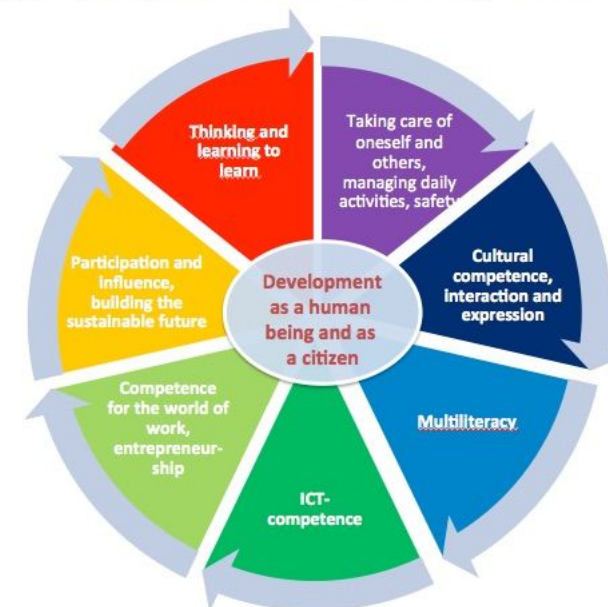 Thinking and
learning to
learn
Taking care of
oneself and
others,
managing daily
activities, safety
Cultural
competence,
interaction and
expression
Multiliteracy
ICT-
competence
Competence
for the world of
work,
entrepreneur-
ship
Participation and
influence,
building the
sustainable future
Development
as a human
being and as
a citizen